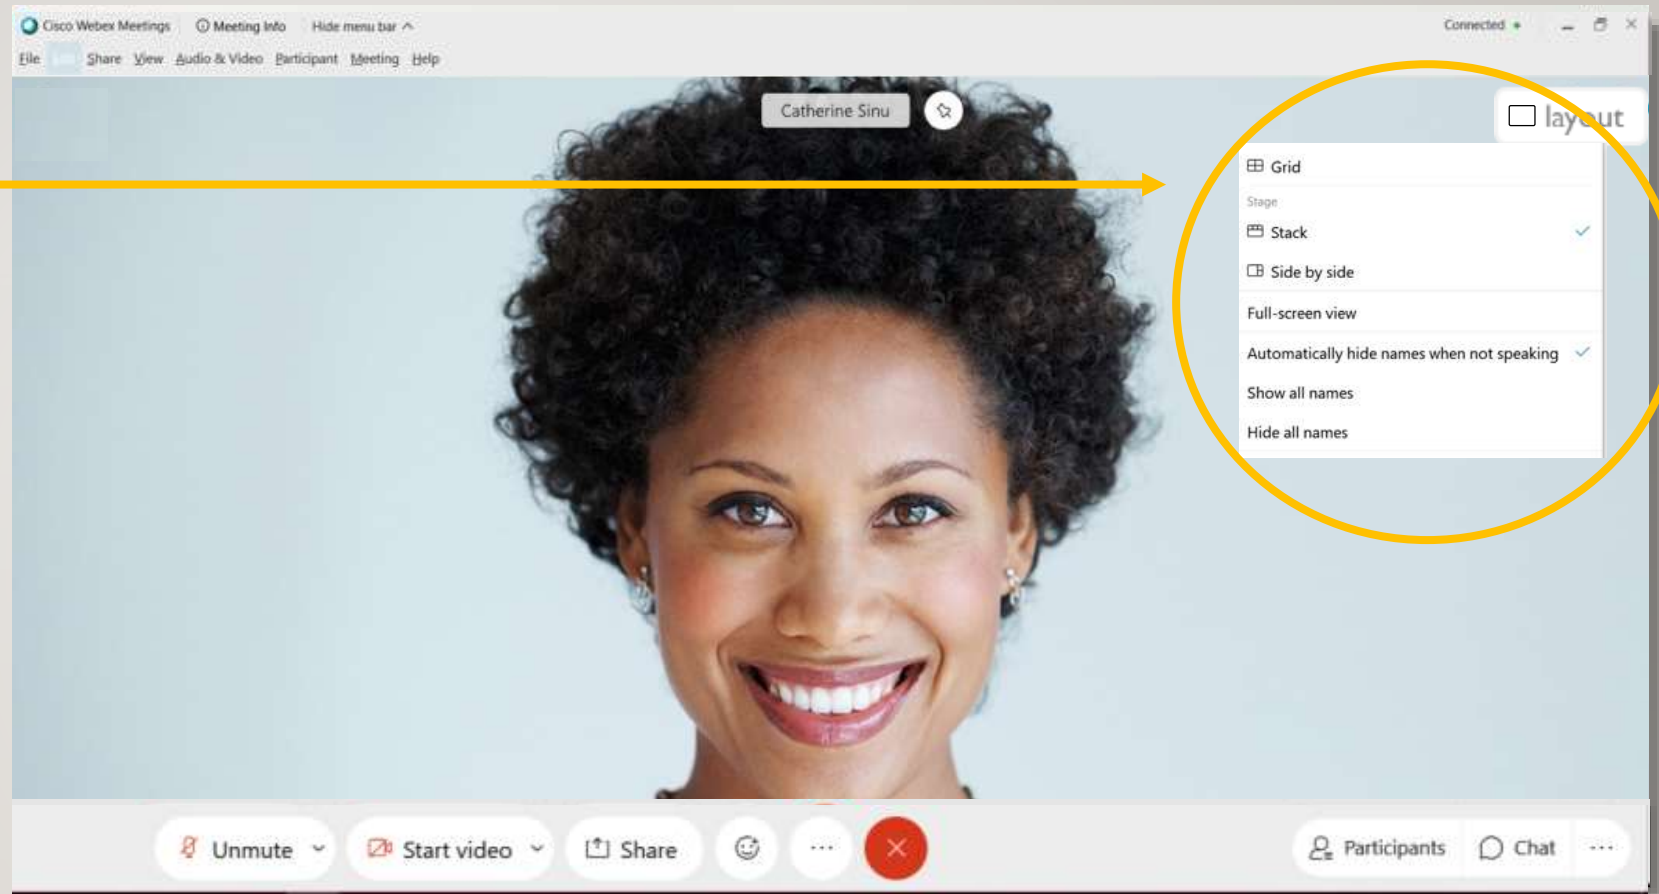 Cisco Webex Meetings Meeting Info Hide menu bar Connected
File Share View Audio & Video Participant Meeting Help
Catherine Sinu
layout
Grid
Stage
Stack
Side by side
Full-screen view
Automatically hide names when not speaking
Show all names
Hide all names
Unmute Start video Share Participants Chat